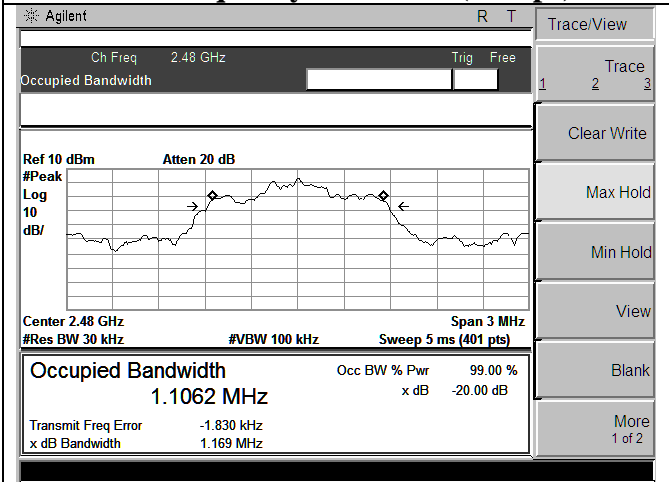 Agilent R T
Trace/View
Ch Freq 2.48 GHz Trig Free
Occupied Bandwidth
Trace
1 2 3
Clear Write
Max Hold
Min Hold
View
Blank
More
1 of 2
Ref 10 dBm Atten 20 dB
#Peak
Log
10
dB/
Center 2.48 GHz Span 3 MHz
#Res BW 30 kHz #VBW 100 kHz Sweep 5 ms (401 pts)
Occupied Bandwidth Occ BW % Pwr 99.00 %
1.1062 MHz x dB -20.00 dB
Transmit Freq Error -1.830 kHz
x dB Bandwidth 1.169 MHz